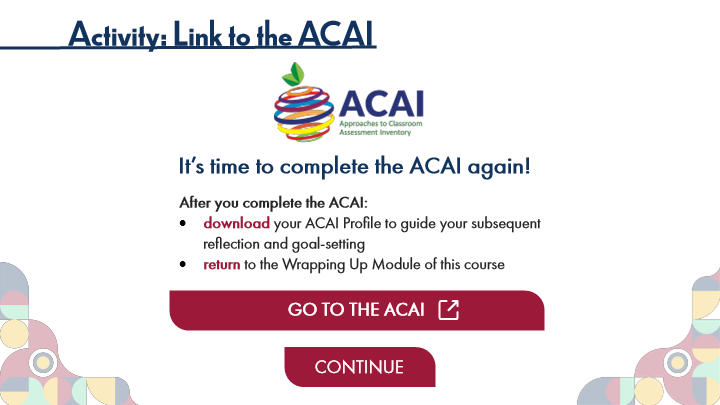 Activity: Link to the ACAI
ACAI
Approaches to Classroom
Assessment Inventory
It's time to complete the ACAI again!
After you complete the ACAI:
• download your ACAI Profile to guide your subsequent
reflection and goal-setting
• return to the Wrapping Up Module of this course
GO TO THE ACAI
CONTINUE